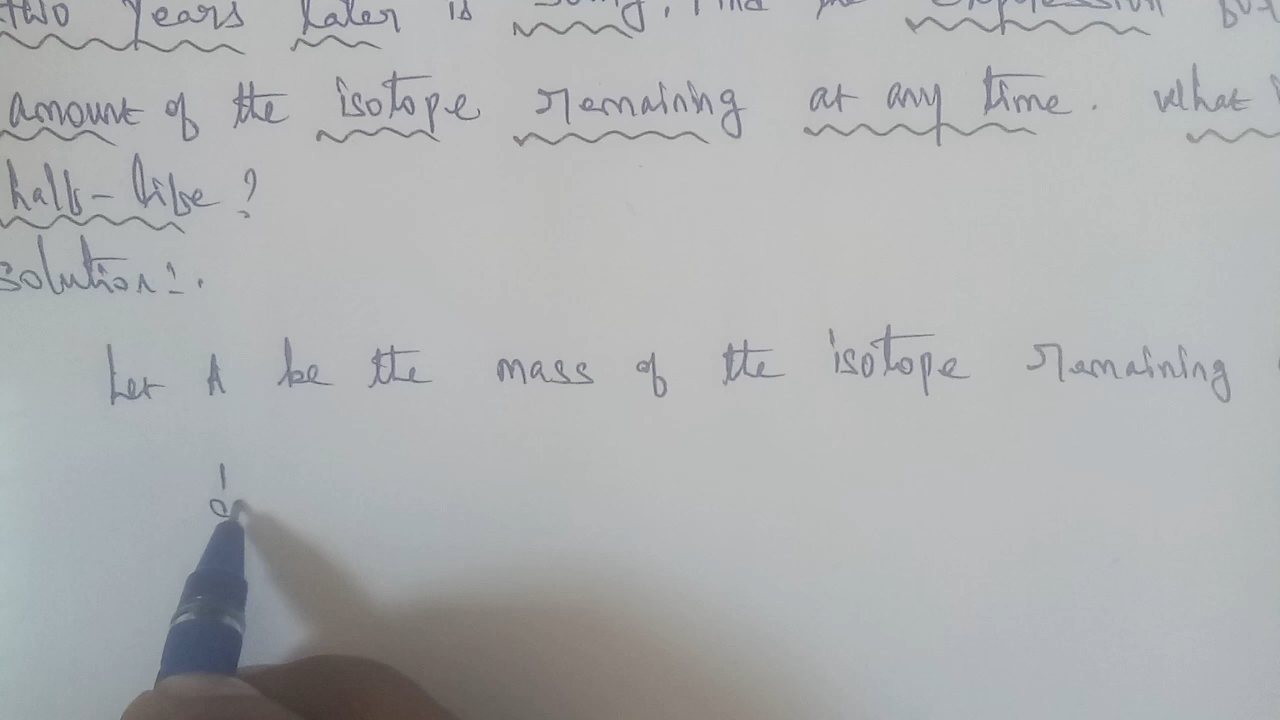 two years later is
amount of the isotope remaining at any time. What
half-life?
solution:.
Let A be the mass of the isotope remaining